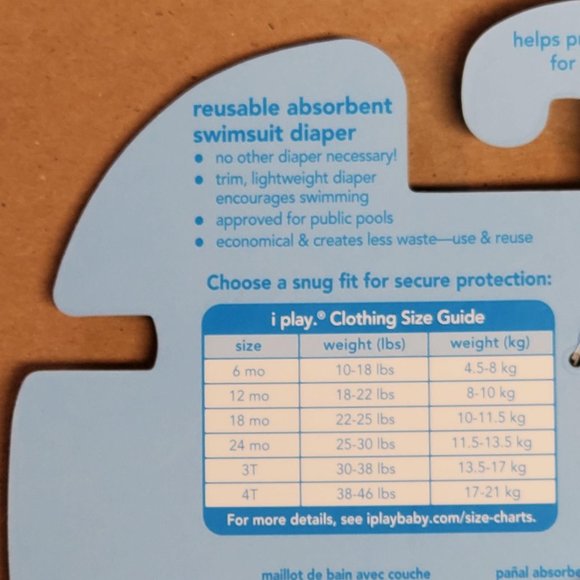 helps
for
reusable absorbent
swimsuit diaper
• no other diaper necessary!
• trim, lightweight diaper
encourages swimming
• approved for public pools
• economical & creates less waste—use & reuse
Choose a snug fit for secure protection:
i play.® Clothing Size Guide
size weight (lbs) weight (kg)
6 mo 10-18 lbs 4.5-8 kg
12 mo 18-22 lbs 8-10 kg
18 mo 22-25 lbs 10-11.5 kg
24 mo 25-30 lbs 11.5-13.5 kg
3T 30-38 lbs 13.5-17 kg
4T 38-46 lbs 17-21 kg
For more details, see iplaybaby.com/size-charts.
maillot de bain avec couche pañal